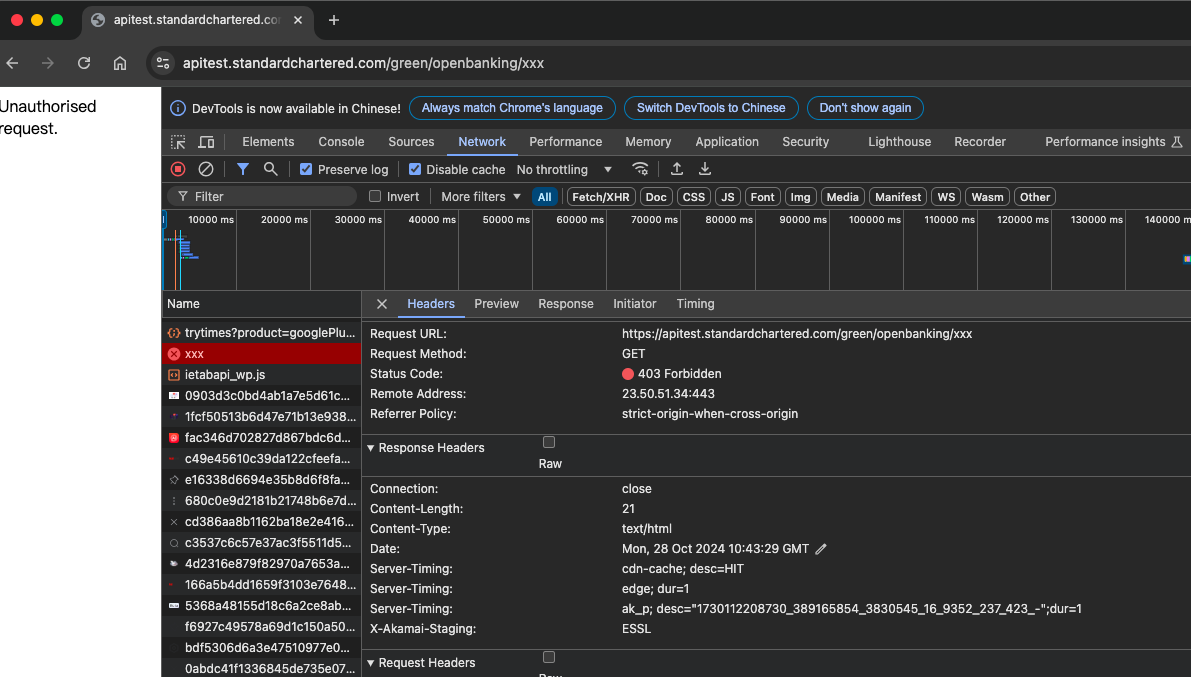 apitest.standardchartered.co
apitest.standardchartered.com/green/openbanking/xxx
Unauthorised
request.
DevTools is now available in Chinese! Always match Chrome's language Switch DevTools to Chinese Don't show again
Elements Console Sources Network Performance Memory Application Security Lighthouse Recorder Performance insights
Preserve log Disable cache No throttling
Filter Invert More filters All Fetch/XHR Doc CSS JS Font Img Media Manifest WS Wasm Other
10000 ms 20000 ms 30000 ms 40000 ms 50000 ms 60000 ms 70000 ms 80000 ms 90000 ms 100000 ms 110000 ms 120000 ms 130000 ms 140000 m
Name
trytimes?product=googlePlu...
xxx
ietabapi_wp.js
0903d3c0bd4ab1a7e5d61c...
1fcf50513b6d47e71b13e938...
fac346d702827d867bdc6d...
c49e45610c39da122cfeefa...
e16338d6694e35b8d6f8fa...
680c0e9d2181b21748b6e7d...
cd386aa8b1162ba18e2e416...
c3537c6c57e37ac3f5511d5...
4d2316e879f82970a7653a...
166a5b4dd1659f3103e7648...
5368a48155d18c6a2ce8ab...
f6927c49578a69d1c150a50...
bdf5306d6a3e47510977e0...
0abdc41f1336845de735e07...
Headers Preview Response Initiator Timing
Request URL: https://apitest.standardchartered.com/green/openbanking/xxx
Request Method: GET
Status Code: 403 Forbidden
Remote Address: 23.50.51.34:443
Referrer Policy: strict-origin-when-cross-origin
Response Headers
Raw
Connection: close
Content-Length: 21
Content-Type: text/html
Date: Mon, 28 Oct 2024 10:43:29 GMT
Server-Timing: cdn-cache; desc=HIT
Server-Timing: edge; dur=1
Server-Timing: ak_p; desc="1730112208730_389165854_3830545_16_9352_237_423_-";dur=1
X-Akamai-Staging: ESSL
Request Headers